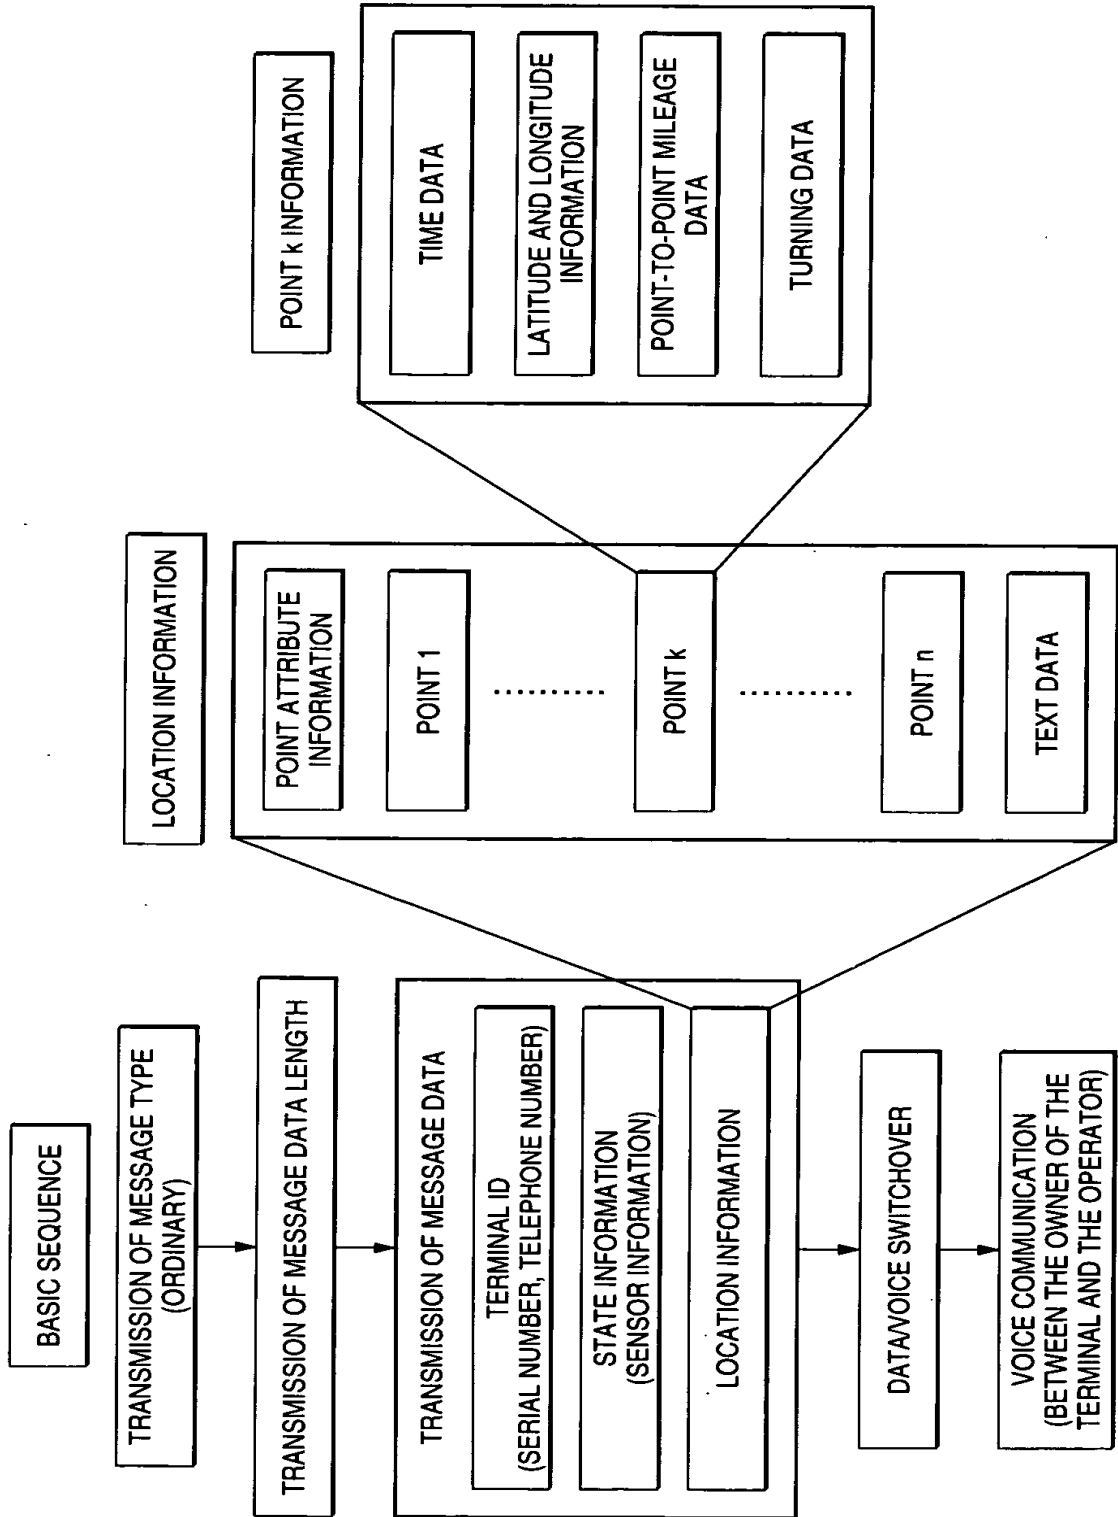 BASIC SEQUENCE
TRANSMISSION OF MESSAGE TYPE
(ORDINARY)
TRANSMISSION OF MESSAGE DATA LENGTH
TRANSMISSION OF MESSAGE DATA
TERMINAL ID
(SERIAL NUMBER, TELEPHONE NUMBER)
STATE INFORMATION
(SENSOR INFORMATION)
LOCATION INFORMATION
DATA/VOICE SWITCHOVER
VOICE COMMUNICATION
(BETWEEN THE OWNER OF THE
TERMINAL AND THE OPERATOR)
LOCATION INFORMATION
POINT ATTRIBUTE
INFORMATION
POINT 1
POINT k
POINT n
TEXT DATA
POINT k INFORMATION
TIME DATA
LATITUDE AND LONGITUDE
INFORMATION
POINT-TO-POINT MILEAGE
DATA
TURNING DATA